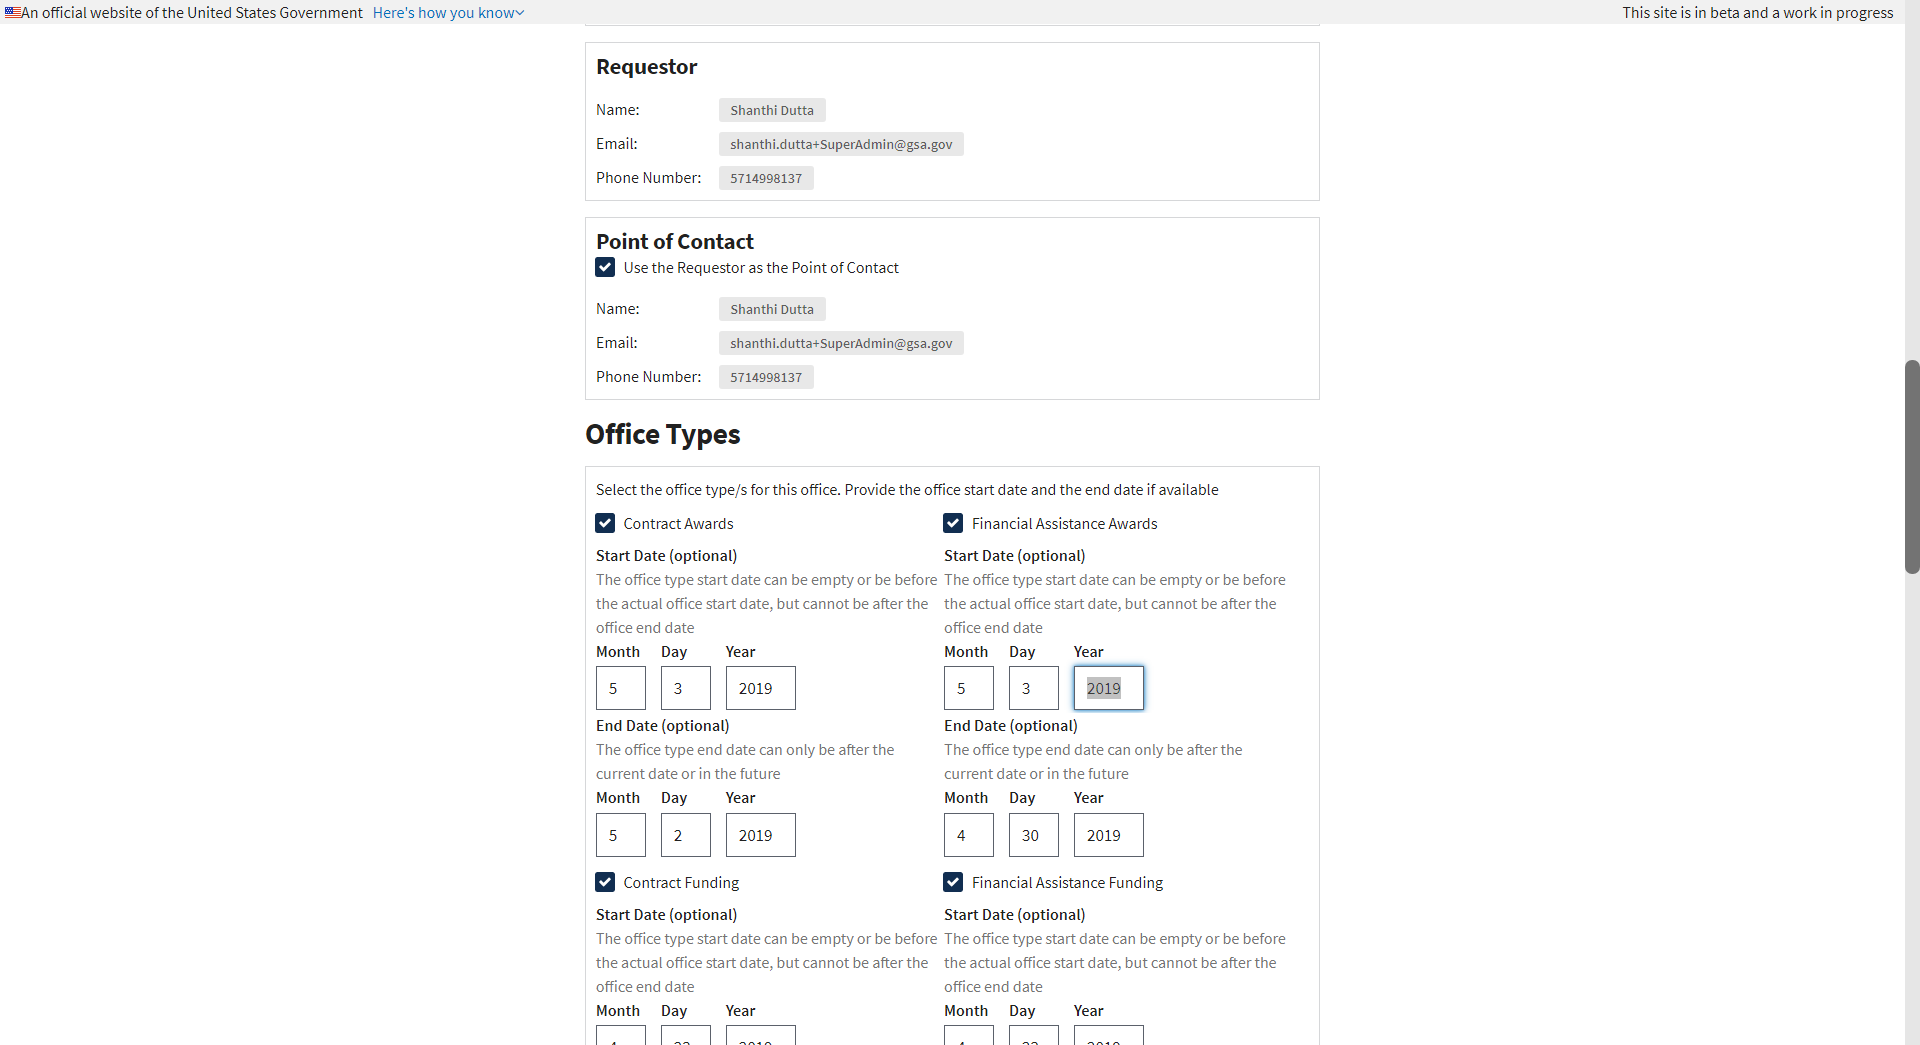 An official website of the United States Government Here's how you know
This site is in beta and a work in progress
Requestor
Name: Shanthi Dutta
Email: shanthi.dutta+SuperAdmin@gsa.gov
Phone Number: 5714998137
Point of Contact
Use the Requestor as the Point of Contact
Name: Shanthi Dutta
Email: shanthi.dutta+SuperAdmin@gsa.gov
Phone Number: 5714998137
Office Types
Select the office type/s for this office. Provide the office start date and the end date if available
Contract Awards
Start Date (optional)
The office type start date can be empty or be before
the actual office start date, but cannot be after the
office end date
Month Day Year
5 3 2019
End Date (optional)
The office type end date can only be after the
current date or in the future
Month Day Year
5 2 2019
Financial Assistance Awards
Start Date (optional)
The office type start date can be empty or be before
the actual office start date, but cannot be after the
office end date
Month Day Year
5 3 2019
End Date (optional)
The office type end date can only be after the
current date or in the future
Month Day Year
4 30 2019
Contract Funding
Start Date (optional)
The office type start date can be empty or be before
the actual office start date, but cannot be after the
office end date
Month Day Year
Financial Assistance Funding
Start Date (optional)
The office type start date can be empty or be before
the actual office start date, but cannot be after the
office end date
Month Day Year